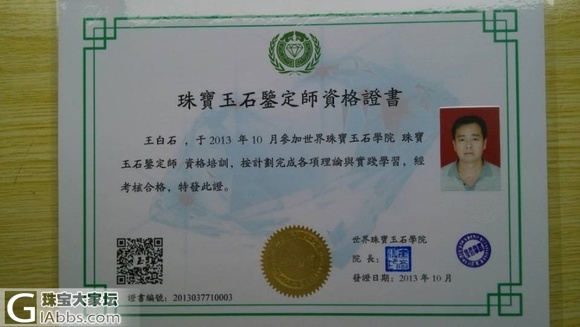 珠寶玉石鑒定師資格證書
王白石 ，于 2013 年 10 月參加世界珠寶玉石學院 珠寶
玉石鑒定師 資格培訓，按計劃完成各項理論與實踐學習，經
考核合格，特發此證。
世界珠寶玉石學院
院 長：
發證日期：2013 年 10 月
證書編號：2013037710003
珠宝大家坛
GIAbbs.com